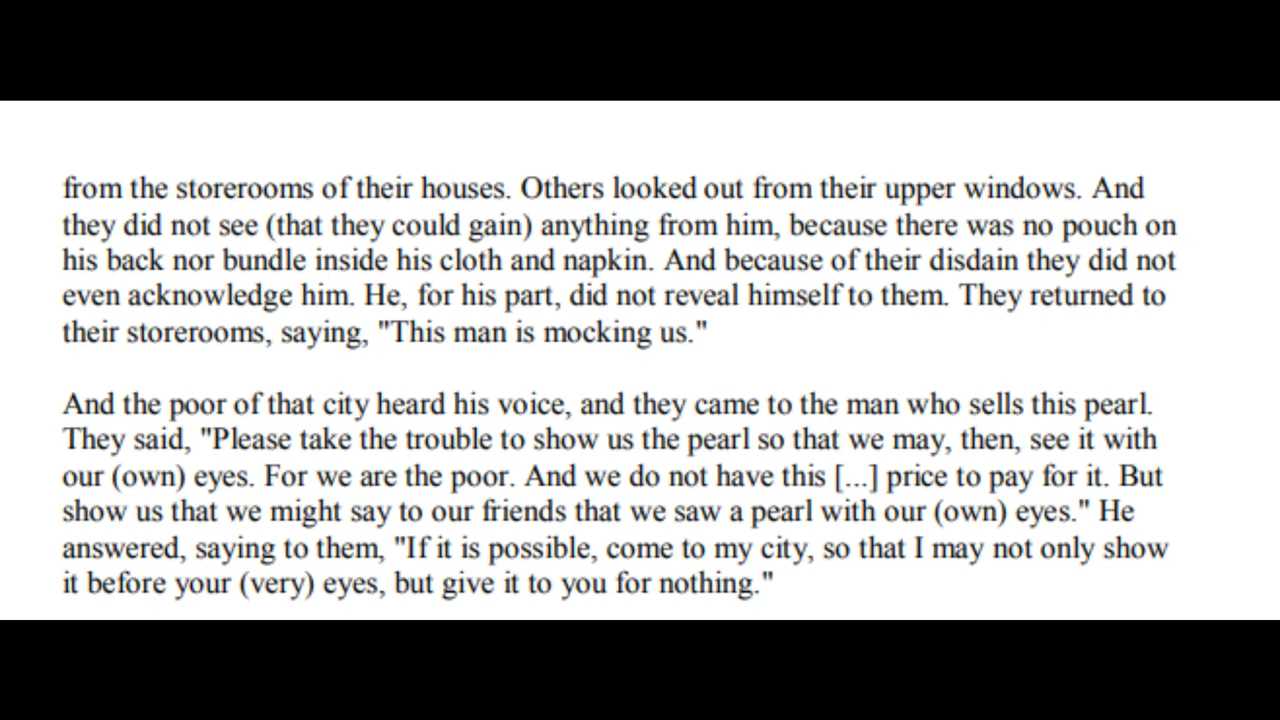 from the storerooms of their houses. Others looked out from their upper windows. And
they did not see (that they could gain) anything from him, because there was no pouch on
his back nor bundle inside his cloth and napkin. And because of their disdain they did not
even acknowledge him. He, for his part, did not reveal himself to them. They returned to
their storerooms, saying, "This man is mocking us."
And the poor of that city heard his voice, and they came to the man who sells this pearl.
They said, "Please take the trouble to show us the pearl so that we may, then, see it with
our (own) eyes. For we are the poor. And we do not have this [...] price to pay for it. But
show us that we might say to our friends that we saw a pearl with our (own) eyes." He
answered, saying to them, "If it is possible, come to my city, so that I may not only show
it before your (very) eyes, but give it to you for nothing."